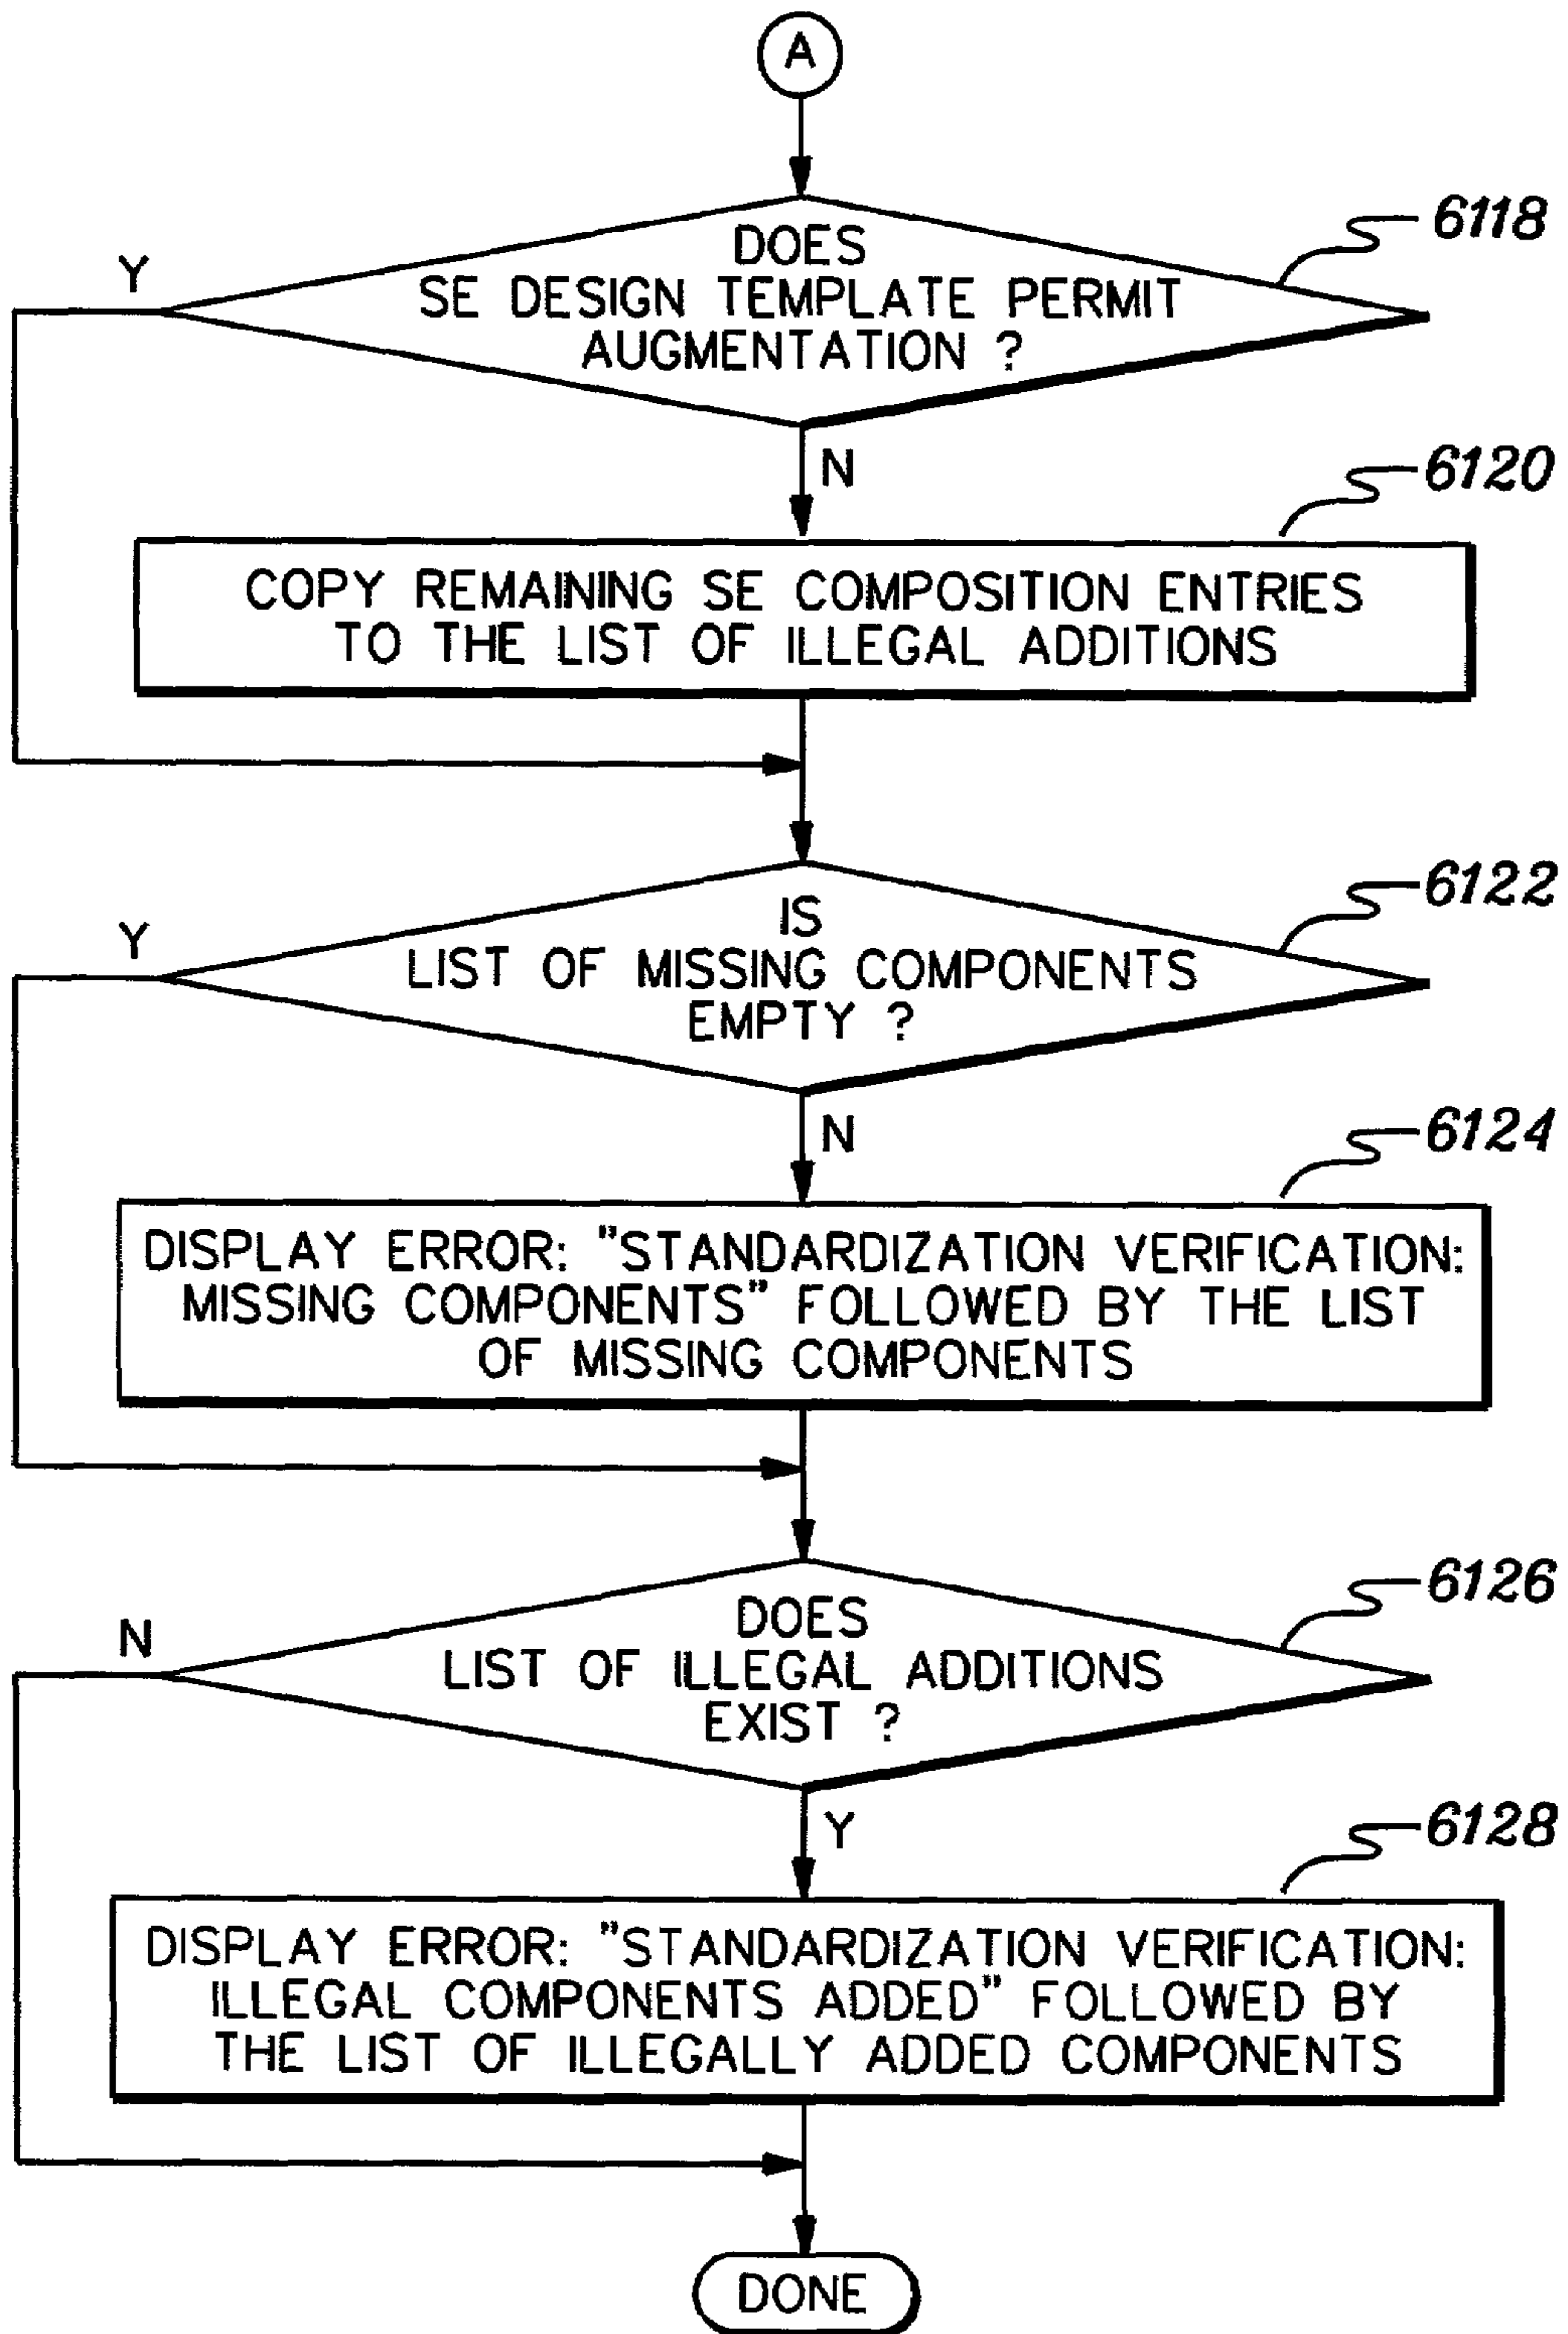 A
DOES
SE DESIGN TEMPLATE PERMIT
AUGMENTATION ?
6118
Y
N
6120
COPY REMAINING SE COMPOSITION ENTRIES
TO THE LIST OF ILLEGAL ADDITIONS
6122
IS
LIST OF MISSING COMPONENTS
EMPTY ?
Y
N
6124
DISPLAY ERROR: "STANDARDIZATION VERIFICATION:
MISSING COMPONENTS" FOLLOWED BY THE LIST
OF MISSING COMPONENTS
6126
DOES
LIST OF ILLEGAL ADDITIONS
EXIST ?
N
Y
6128
DISPLAY ERROR: "STANDARDIZATION VERIFICATION:
ILLEGAL COMPONENTS ADDED" FOLLOWED BY
THE LIST OF ILLEGALLY ADDED COMPONENTS
DONE